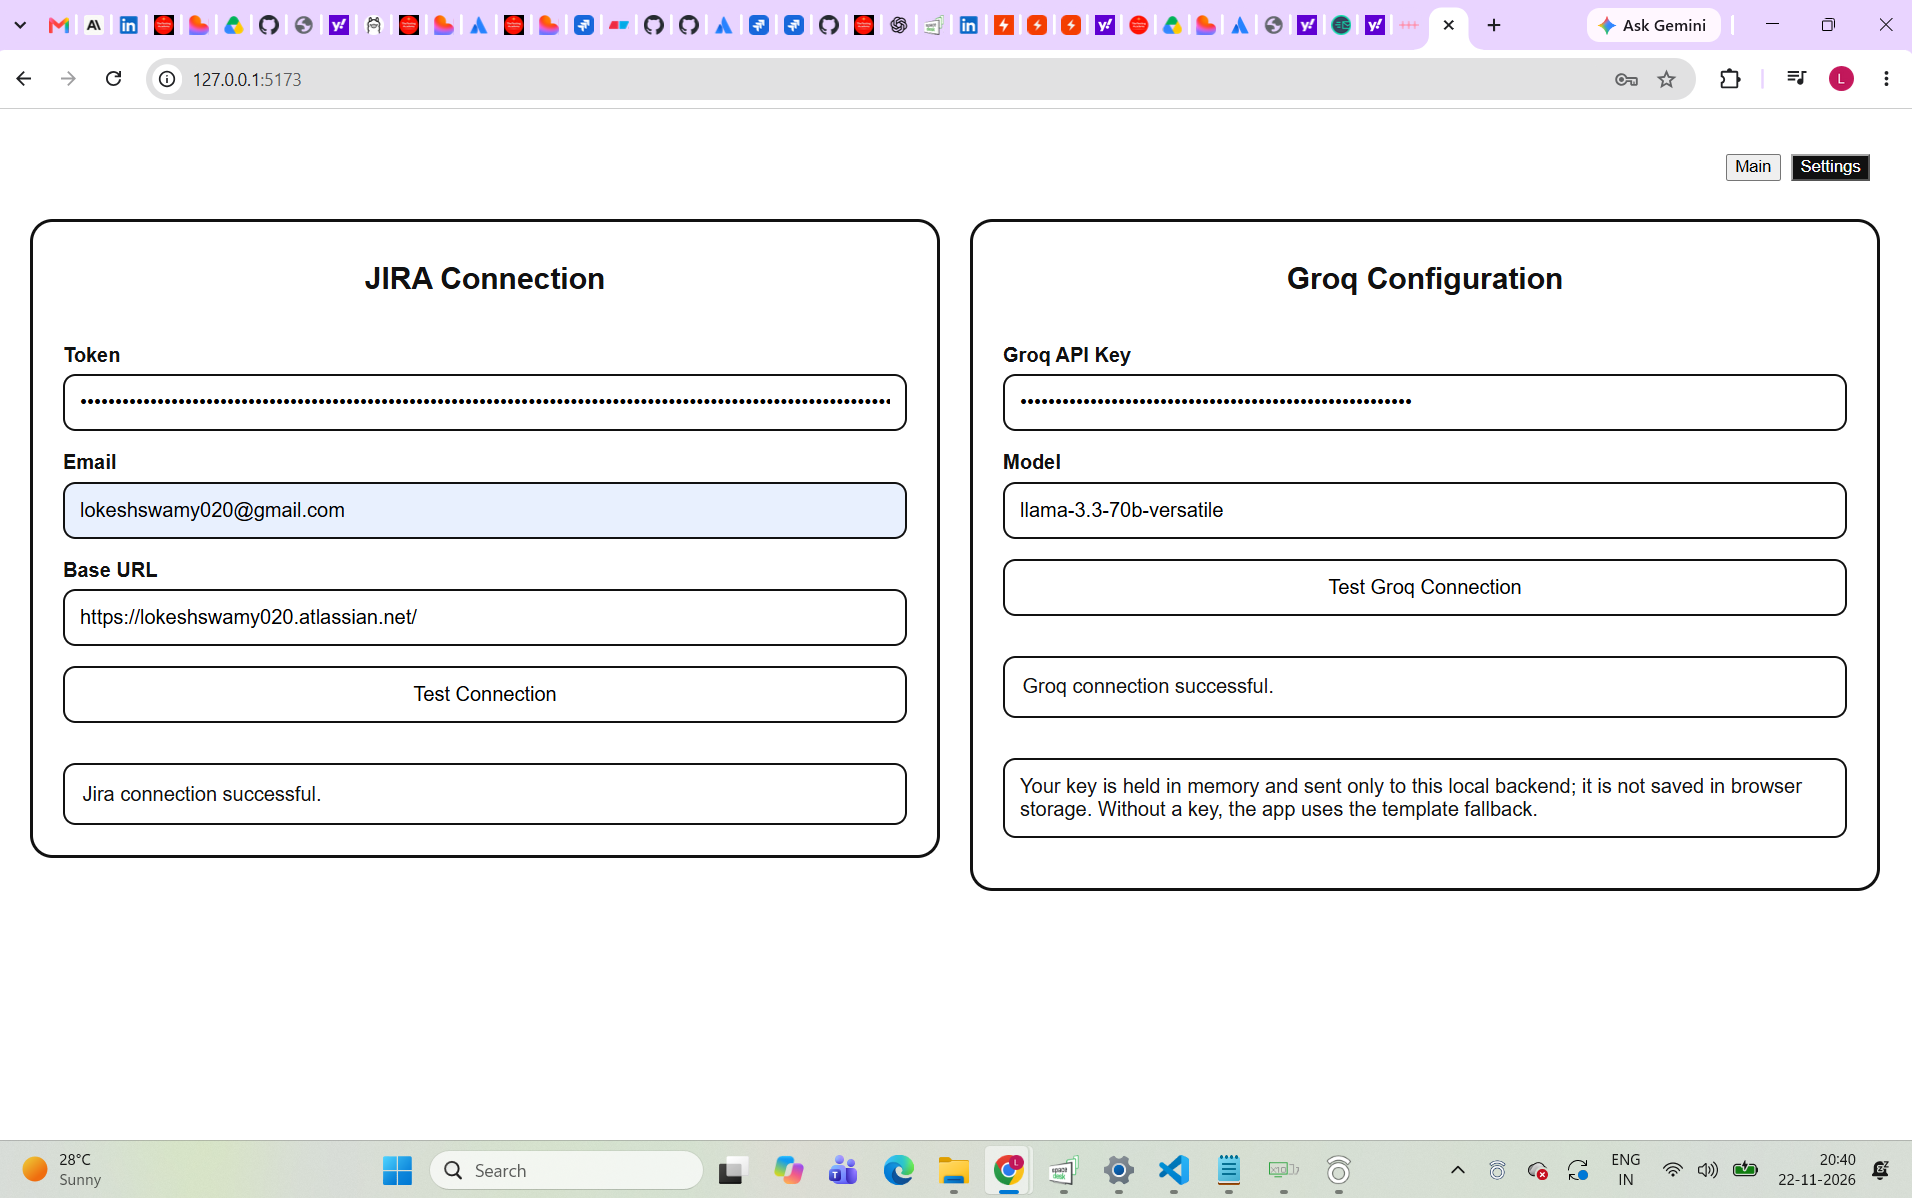 Ask Gemini
127.0.0.1:5173
L
Main
Settings
JIRA Connection
Token
Email
lokeshswamy020@gmail.com
Base URL
https://lokeshswamy020.atlassian.net/
Test Connection
Jira connection successful.
Groq Configuration
Groq API Key
Model
llama-3.3-70b-versatile
Test Groq Connection
Groq connection successful.
Your key is held in memory and sent only to this local backend; it is not saved in browser
storage. Without a key, the app uses the template fallback.
28°C
Sunny
Search
ENG
IN
20:40
22-11-2026